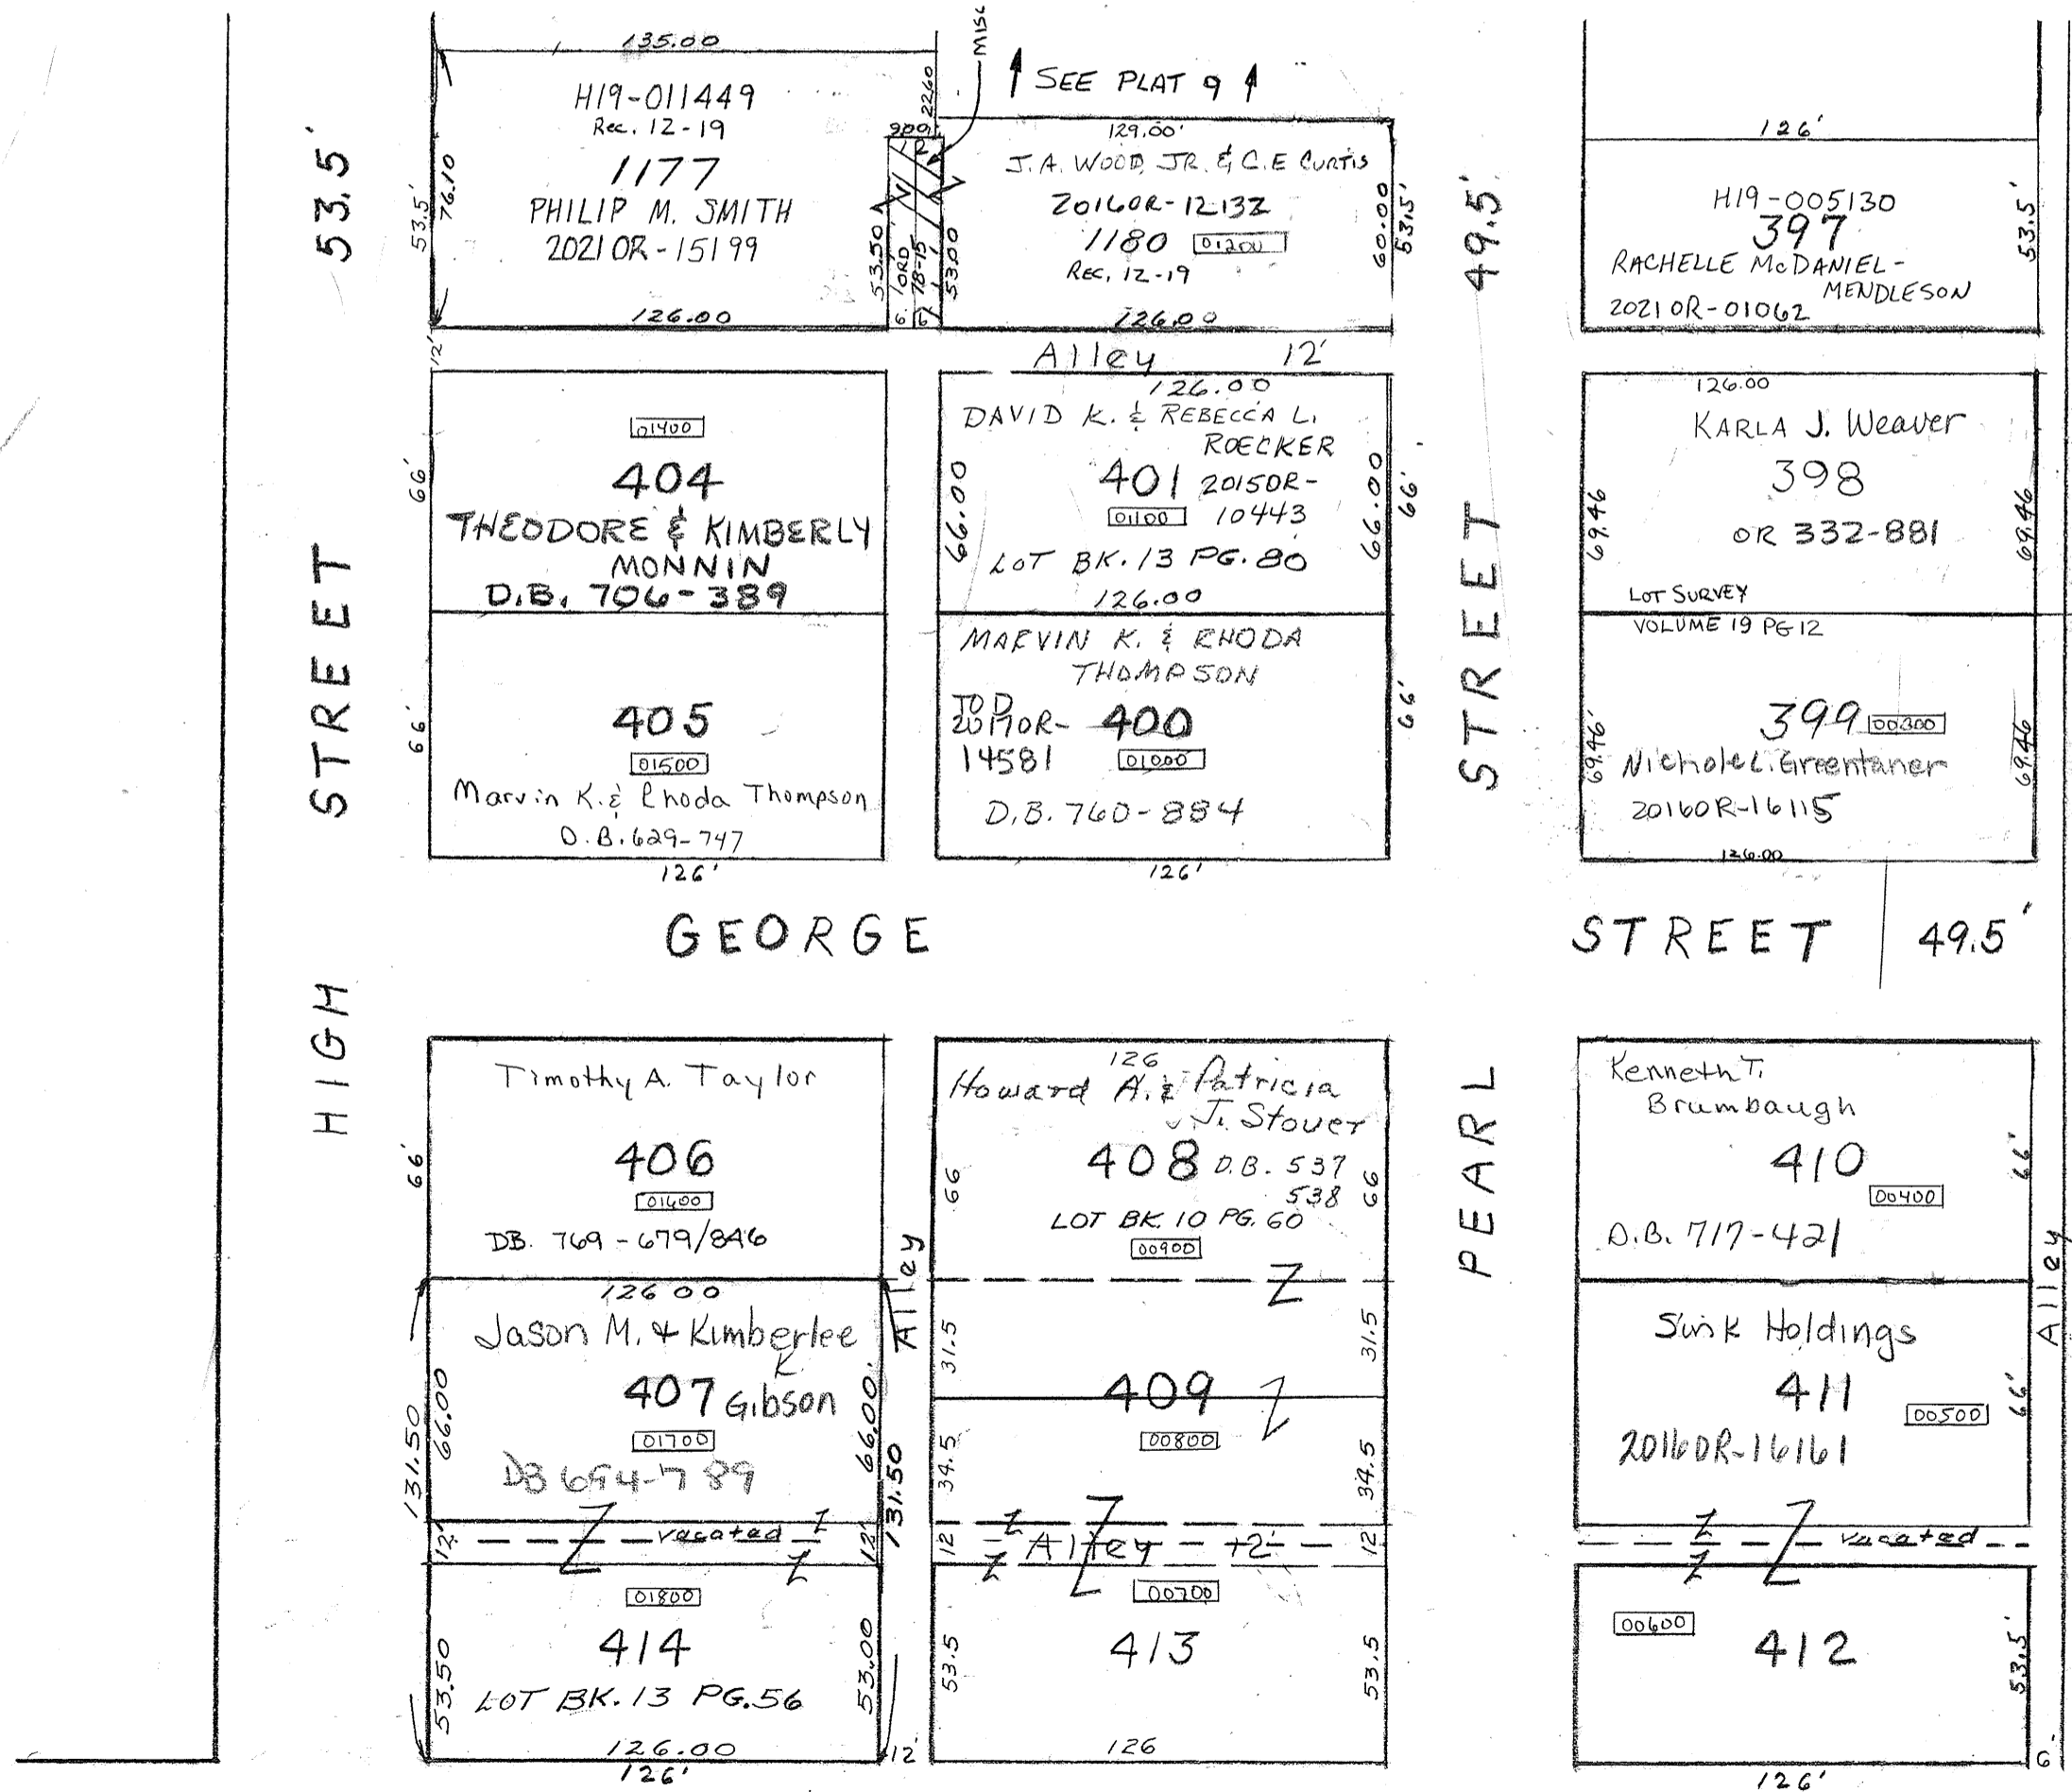 135.00
MISC
SEE PLAT 9
H19-011449
Rec. 12-19
1177
PHILIP M. SMITH
2021 OR-15199
53.5'
76.10
126.00
22.60
9.00
12
53.50
6.
ORD
78-15
6
53.00
129.00'
J.A. WOOD, JR. & C.E CURTIS
2016OR-12132
1180 01200
REC. 12-19
126.00
60.00
53.5'
126'
H19-005130
397
RACHELLE McDANIEL-
MENDLESON
2021 OR-01062
53.5'
12'
Alley 12'
01400
404
THEODORE & KIMBERLY
MONNIN
D.B. 706-389
66'
126.00
DAVID K. & REBECCA L.
ROECKER
401 2015OR-
01100 10443
LOT BK. 13 PG. 80
126.00
66.00
66.00
66'
126.00
KARLA J. Weaver
398
OR 332-881
LOT SURVEY
VOLUME 19 PG 12
69.46
69.46
405
01500
Marvin K. & Rhoda Thompson
D.B. 629-747
66'
126'
MARVIN K. & RHODA
THOMPSON
TOD
2017OR-
14581
400
01000
D.B. 760-884
66'
126'
399 00300
Nichole L. Greentaner
2016OR-16115
69.46'
69.46
126.00
HIGH STREET 53.5'
PEARL STREET 49.5'
GEORGE STREET 49.5'
Timothy A. Taylor
406
01600
DB. 769-679/846
66'
126
Howard A. & Patricia
J. Stover
408 D.B. 537
538
LOT BK. 10 PG. 60
00900
66
66
Kenneth T.
Brumbaugh
410
00400
D.B. 717-421
66'
126.00
Jason M. & Kimberlee
K.
407 Gibson
01700
DB 694-789
131.50
66.00
66.00
131.50
Alley
31.5
31.5
409
00800
34.5
34.5
Sink Holdings
411
00500
2016OR-16161
66'
Alley
12'
vacated
12'
12
Alley 12'
12
vacated
01800
414
LOT BK. 13 PG. 56
53.50
53.00
126.00
126'
12'
00700
413
53.5
53.5
126
00600
412
53.5'
126'
6